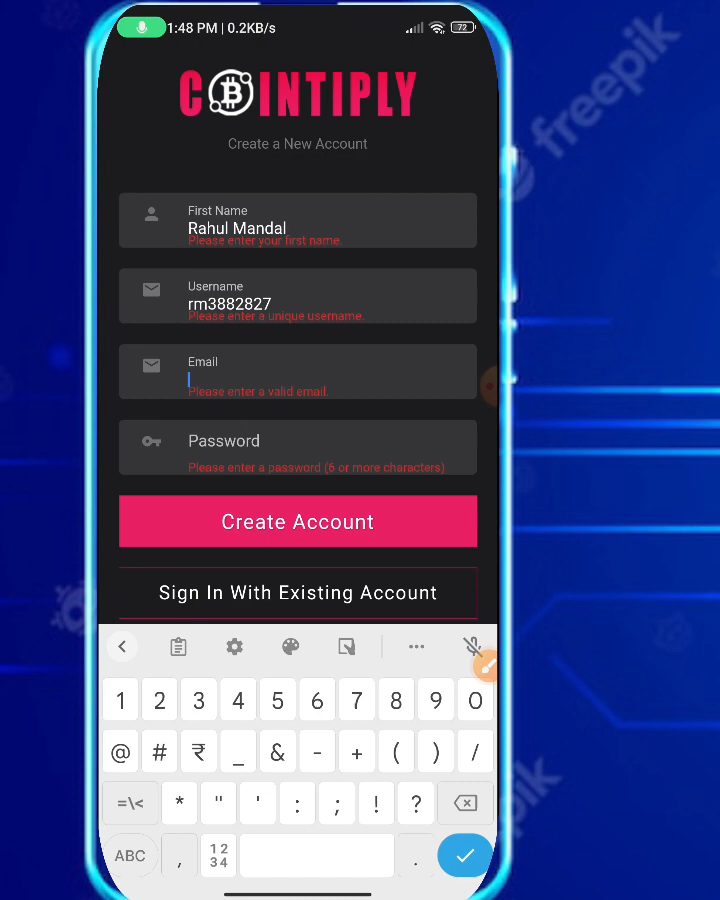 1:48 PM | 0.2KB/s
72
freepik
COINTIPLY
Create a New Account
First Name
Rahul Mandal
Please enter your first name.
Username
rm3882827
Please enter a unique username.
Email
Please enter a valid email.
Password
Please enter a password (6 or more characters)
Create Account
Sign In With Existing Account
1 2 3 4 5 6 7 8 9 0
@ # ₹ _ & - + ( ) /
=\< * " ' : ; ! ?
ABC , 12 .
34
epik